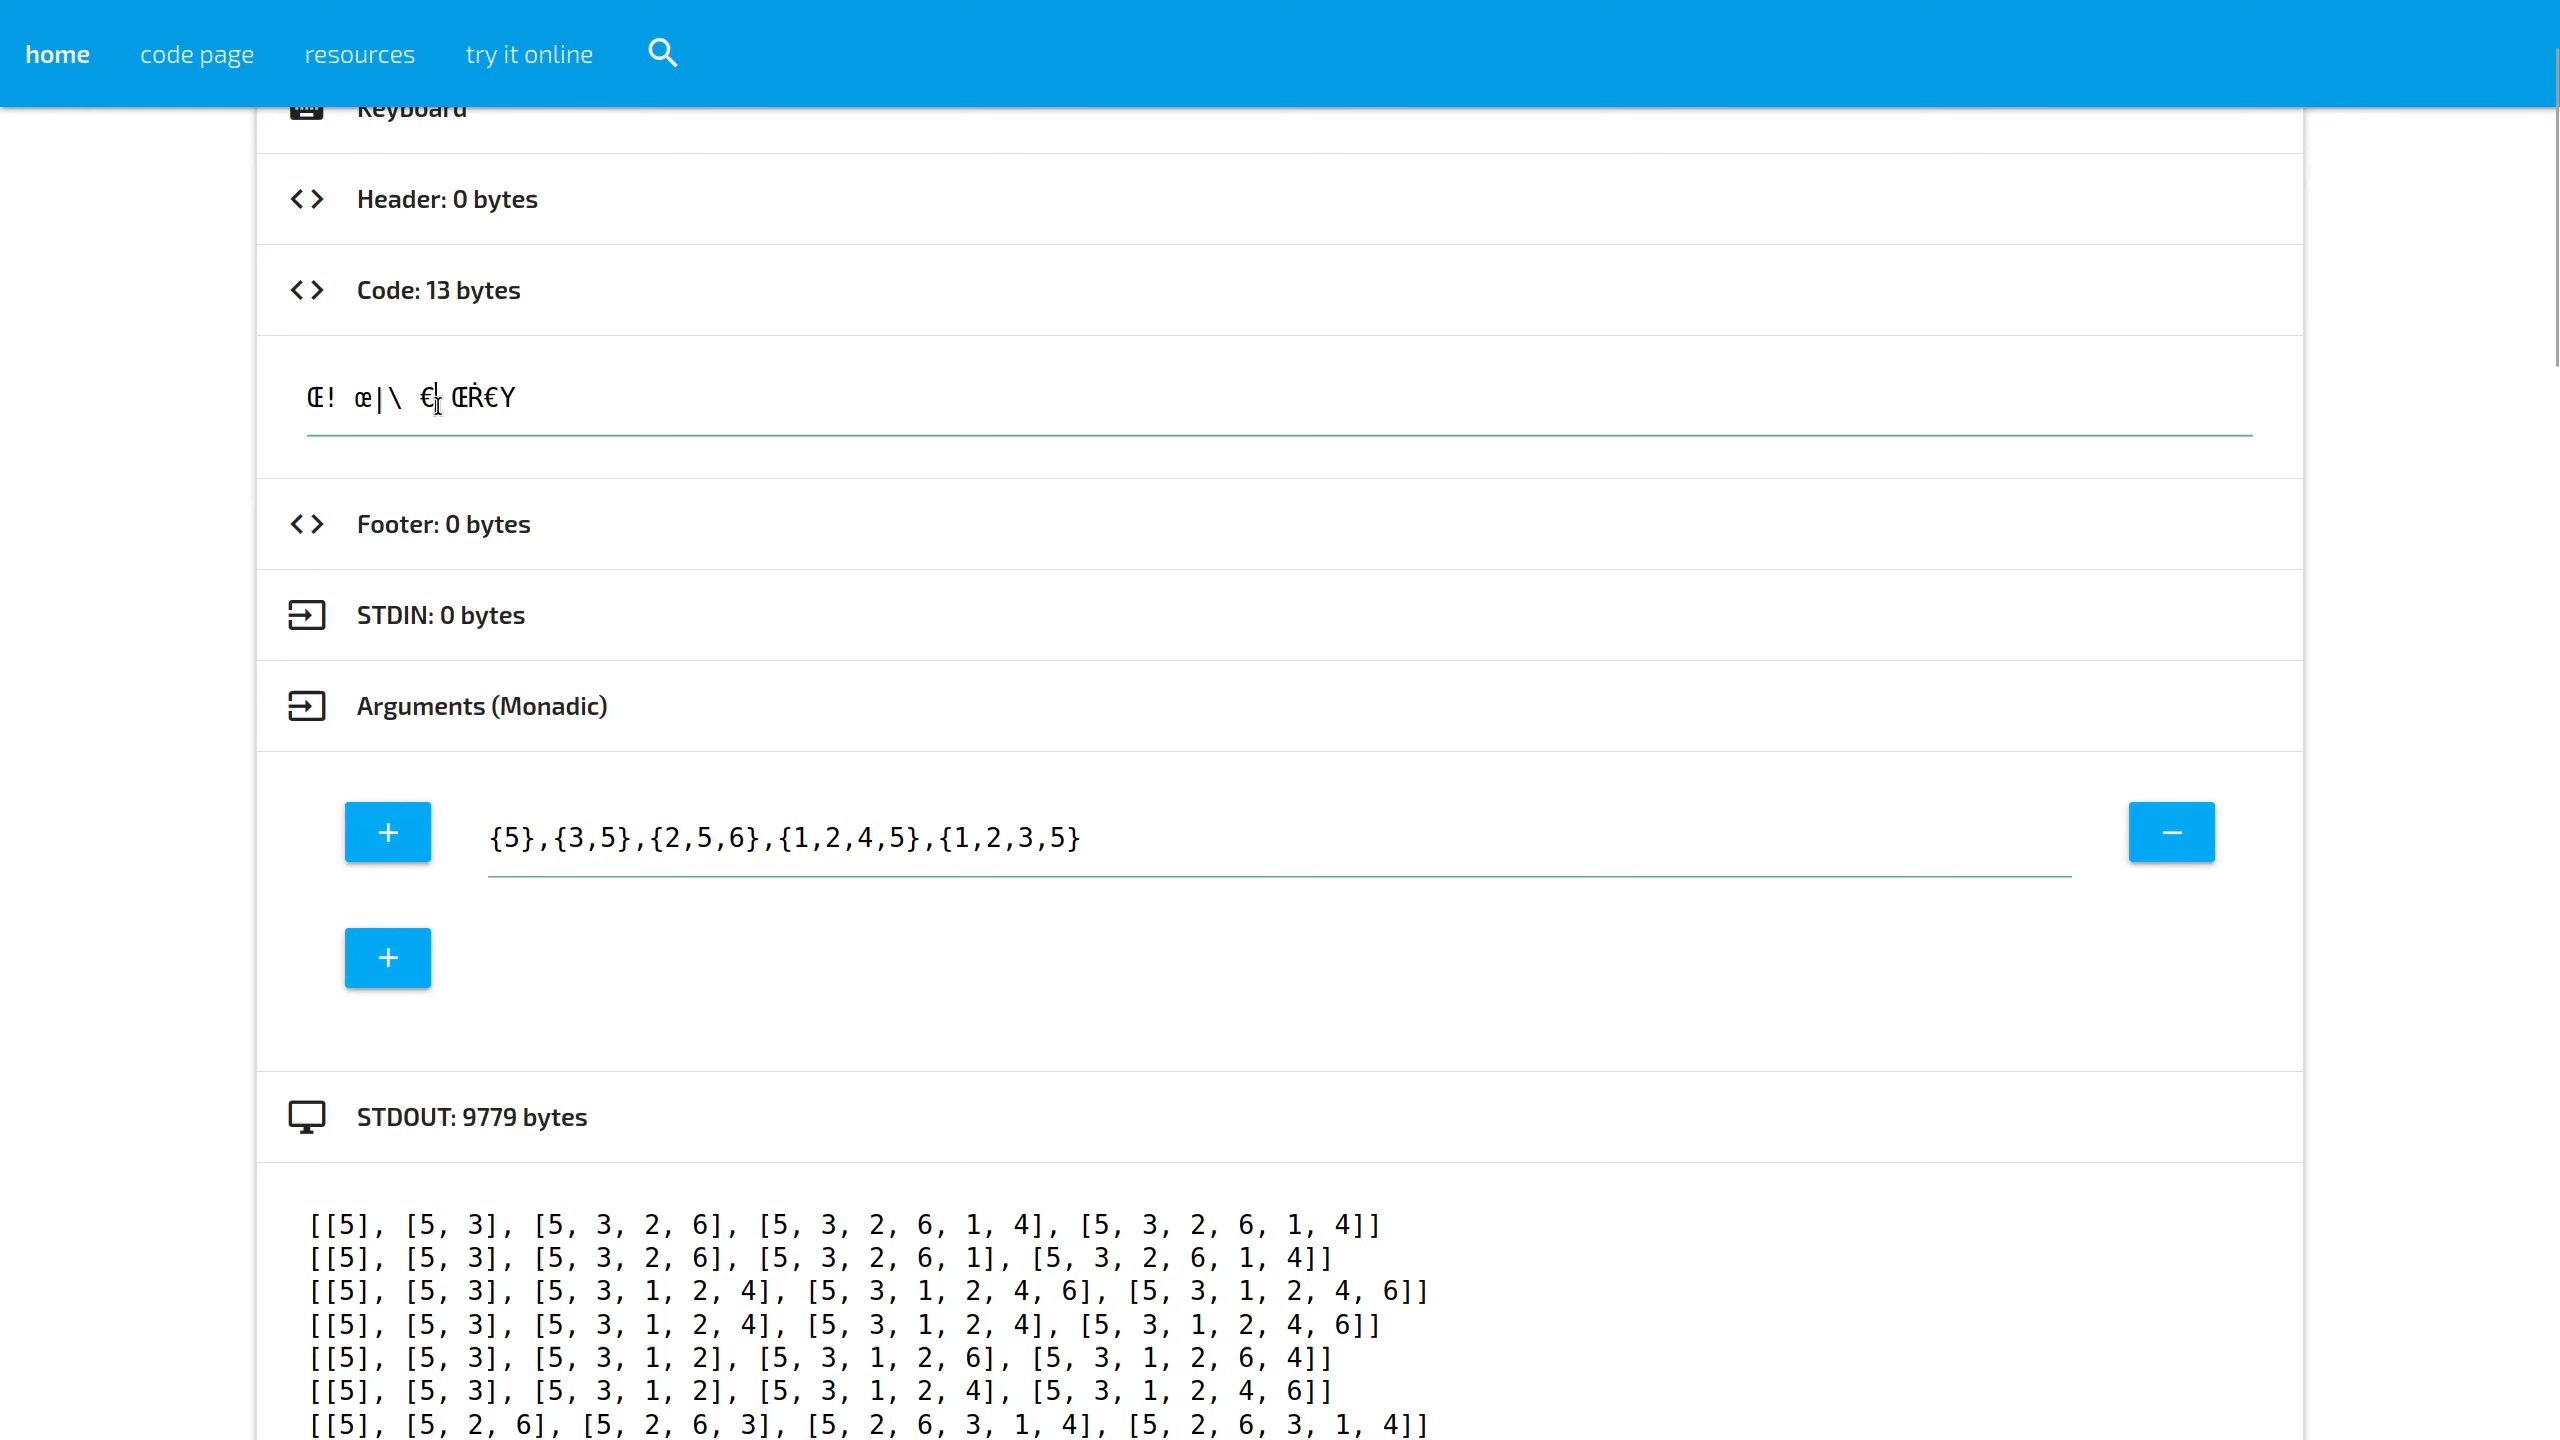 home code page resources try it online
Keyboard
Header: 0 bytes
Code: 13 bytes
Œ! œ|\ € ŒṘ€Y
Footer: 0 bytes
STDIN: 0 bytes
Arguments (Monadic)
+ {5},{3,5},{2,5,6},{1,2,4,5},{1,2,3,5} −
+
STDOUT: 9779 bytes
[[5], [5, 3], [5, 3, 2, 6], [5, 3, 2, 6, 1, 4], [5, 3, 2, 6, 1, 4]]
[[5], [5, 3], [5, 3, 2, 6], [5, 3, 2, 6, 1], [5, 3, 2, 6, 1, 4]]
[[5], [5, 3], [5, 3, 1, 2, 4], [5, 3, 1, 2, 4, 6], [5, 3, 1, 2, 4, 6]]
[[5], [5, 3], [5, 3, 1, 2, 4], [5, 3, 1, 2, 4], [5, 3, 1, 2, 4, 6]]
[[5], [5, 3], [5, 3, 1, 2], [5, 3, 1, 2, 6], [5, 3, 1, 2, 6, 4]]
[[5], [5, 3], [5, 3, 1, 2], [5, 3, 1, 2, 4], [5, 3, 1, 2, 4, 6]]
[[5], [5, 2, 6], [5, 2, 6, 3], [5, 2, 6, 3, 1, 4], [5, 2, 6, 3, 1, 4]]